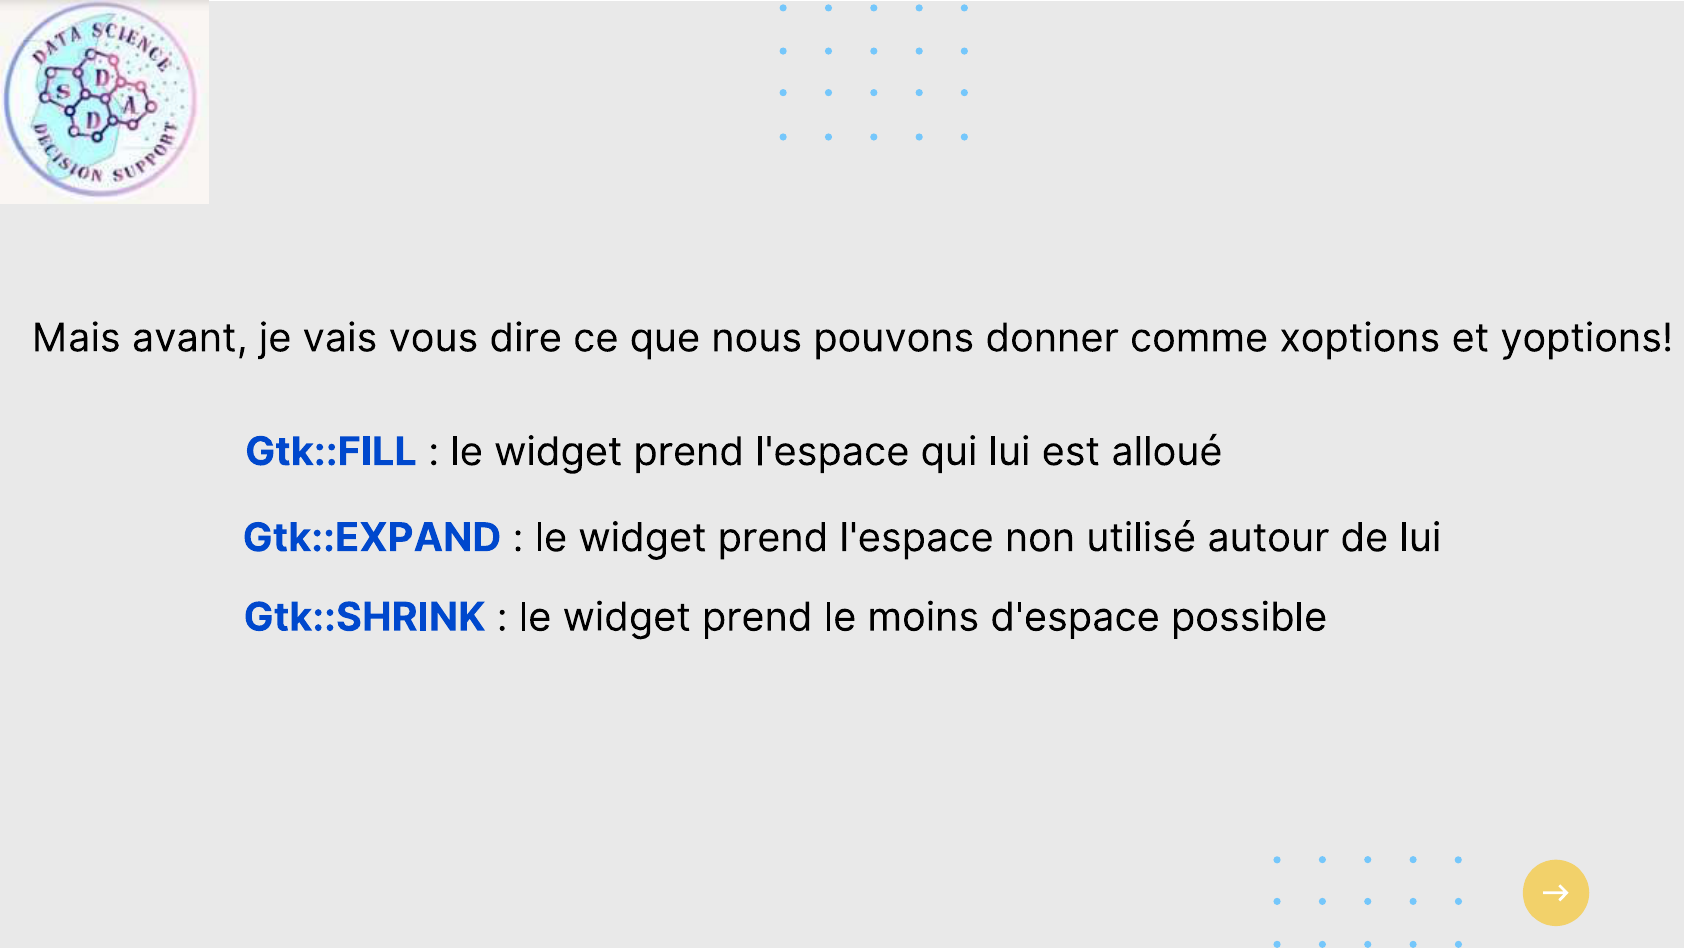 DATA SCIENCE
S D
D A
DECISION SUPPORT
Mais avant, je vais vous dire ce que nous pouvons donner comme xoptions et yoptions!
Gtk::FILL : le widget prend l'espace qui lui est alloué
Gtk::EXPAND : le widget prend l'espace non utilisé autour de lui
Gtk::SHRINK : le widget prend le moins d'espace possible